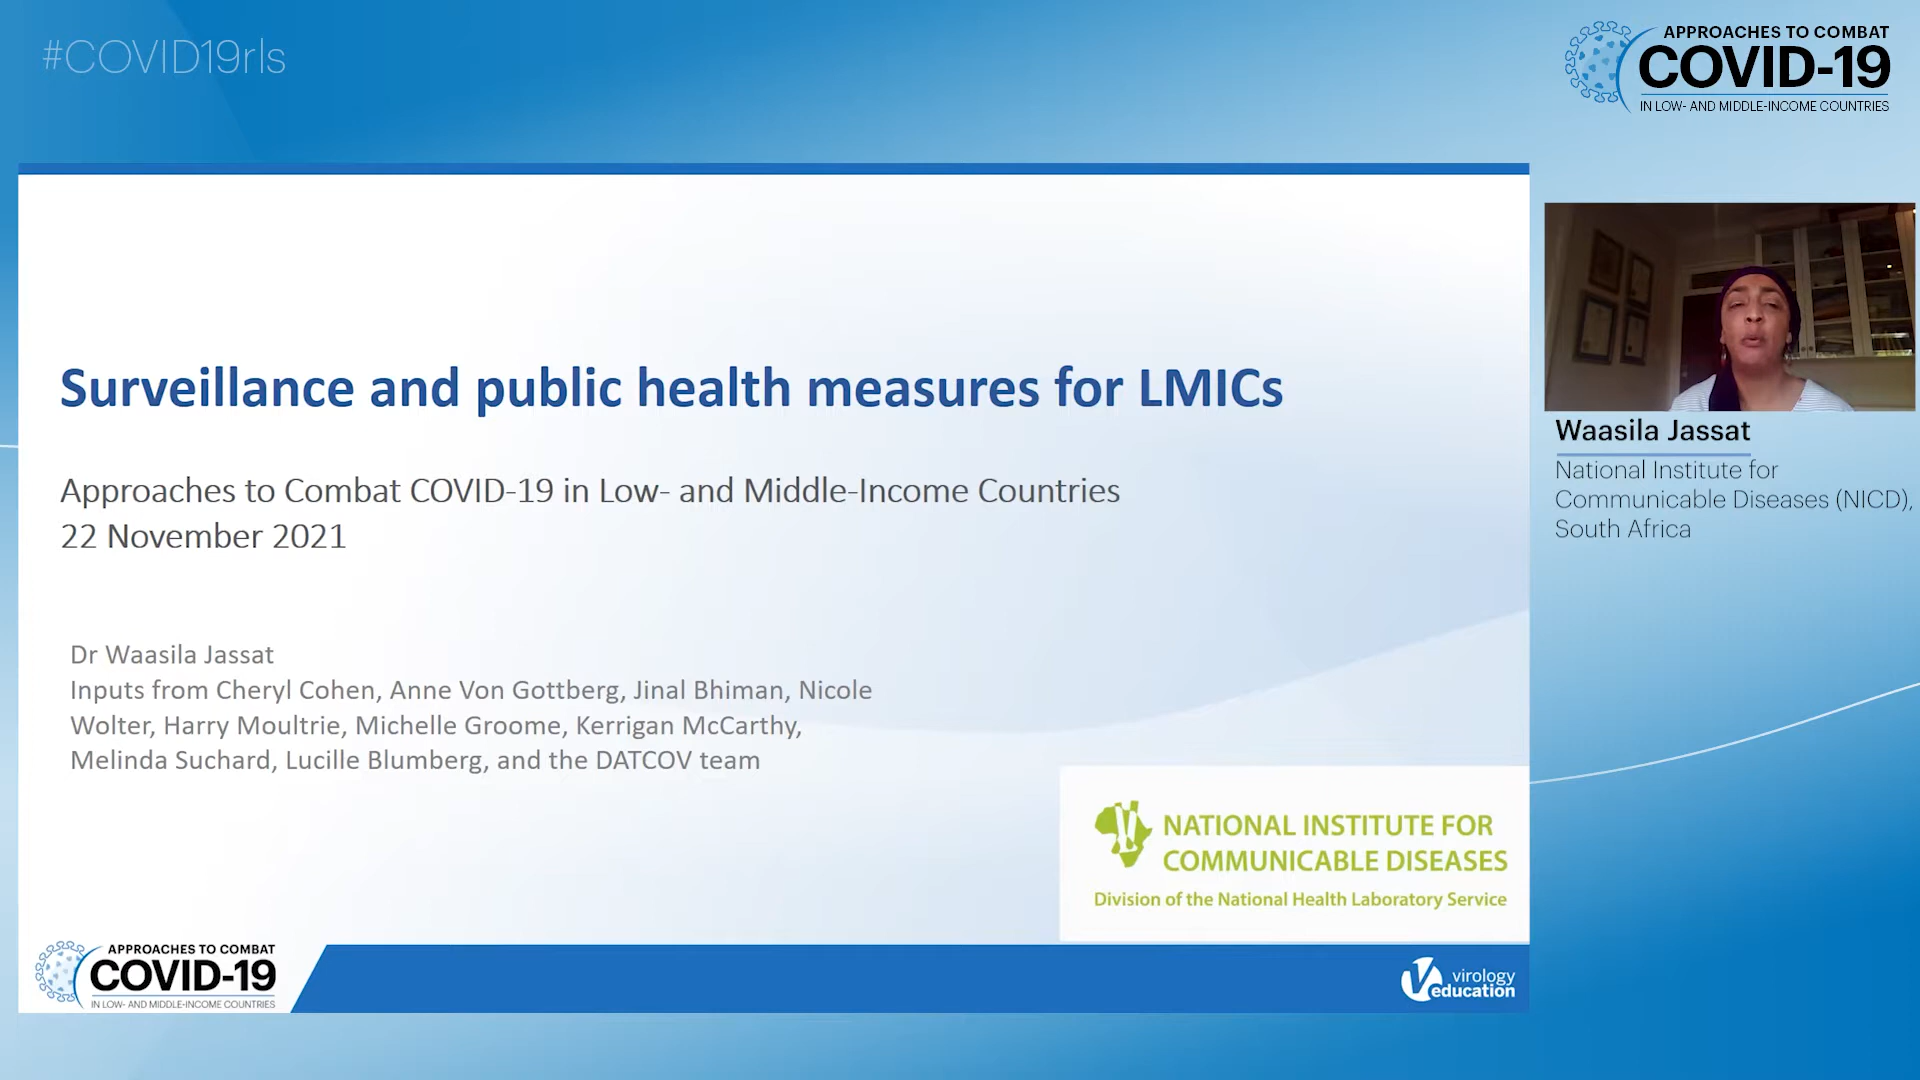 #COVID19rls
APPROACHES TO COMBAT
COVID-19
IN LOW- AND MIDDLE-INCOME COUNTRIES
Surveillance and public health measures for LMICs
Approaches to Combat COVID-19 in Low- and Middle-Income Countries
22 November 2021
Dr Waasila Jassat
Inputs from Cheryl Cohen, Anne Von Gottberg, Jinal Bhiman, Nicole
Wolter, Harry Moultrie, Michelle Groome, Kerrigan McCarthy,
Melinda Suchard, Lucille Blumberg, and the DATCOV team
NATIONAL INSTITUTE FOR
COMMUNICABLE DISEASES
Division of the National Health Laboratory Service
APPROACHES TO COMBAT
COVID-19
IN LOW- AND MIDDLE-INCOME COUNTRIES
virology
education
Waasila Jassat
National Institute for
Communicable Diseases (NICD),
South Africa